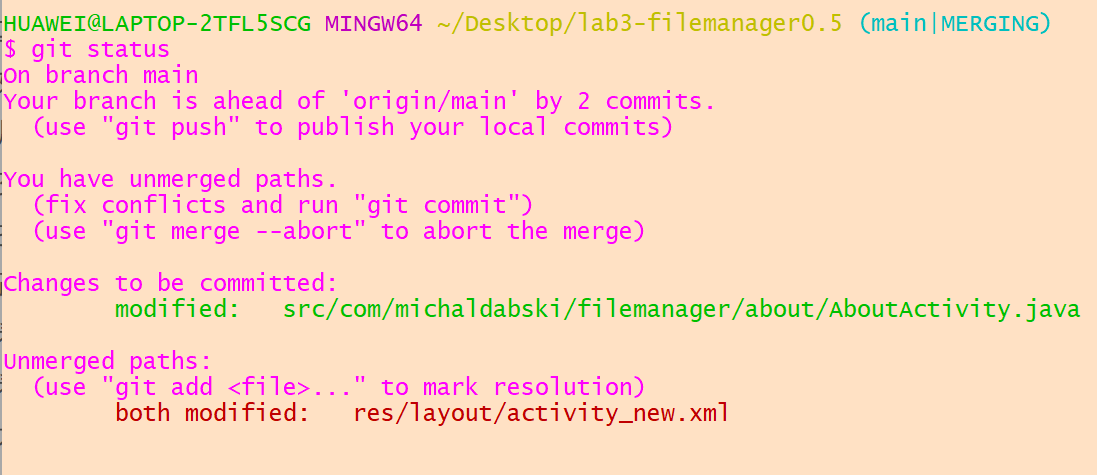 HUAWEI@LAPTOP-2TFL5SCG MINGW64 ~/Desktop/lab3-filemanager0.5 (main|MERGING)
$ git status
On branch main
Your branch is ahead of 'origin/main' by 2 commits.
  (use "git push" to publish your local commits)

You have unmerged paths.
  (fix conflicts and run "git commit")
  (use "git merge --abort" to abort the merge)

Changes to be committed:
        modified:   src/com/michaldabski/filemanager/about/AboutActivity.java

Unmerged paths:
  (use "git add <file>..." to mark resolution)
        both modified:   res/layout/activity_new.xml